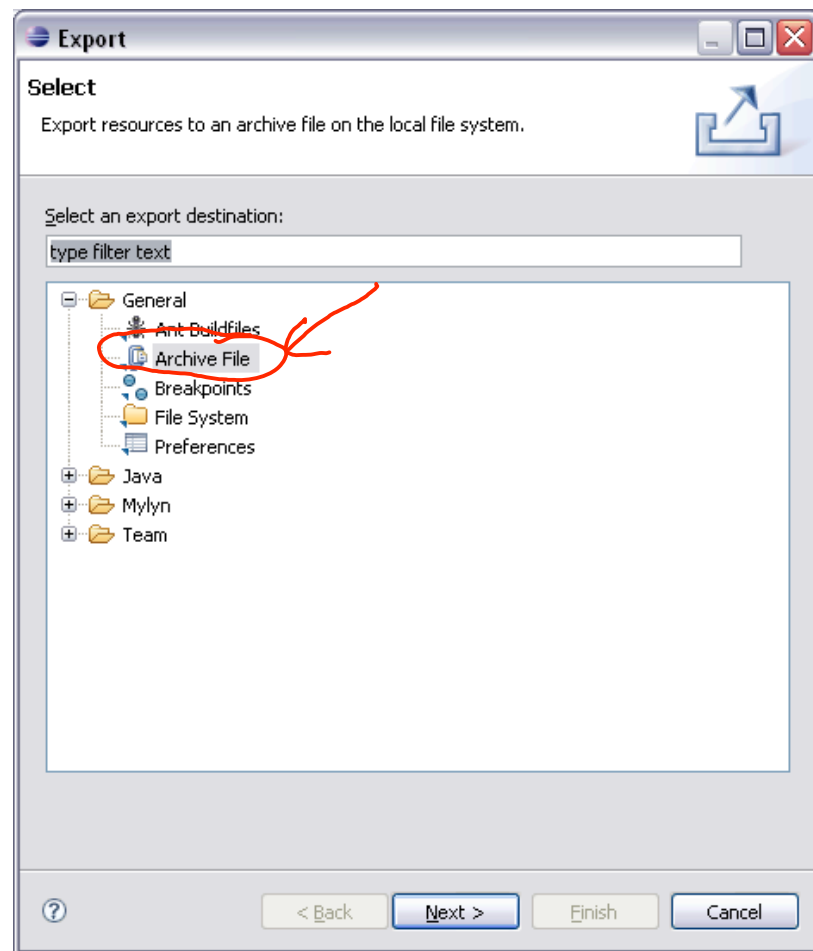 Export
Select
Export resources to an archive file on the local file system.
Select an export destination:
type filter text
General
Ant Buildfiles
Archive File
Breakpoints
File System
Preferences
Java
Mylyn
Team
? < Back Next > Finish Cancel